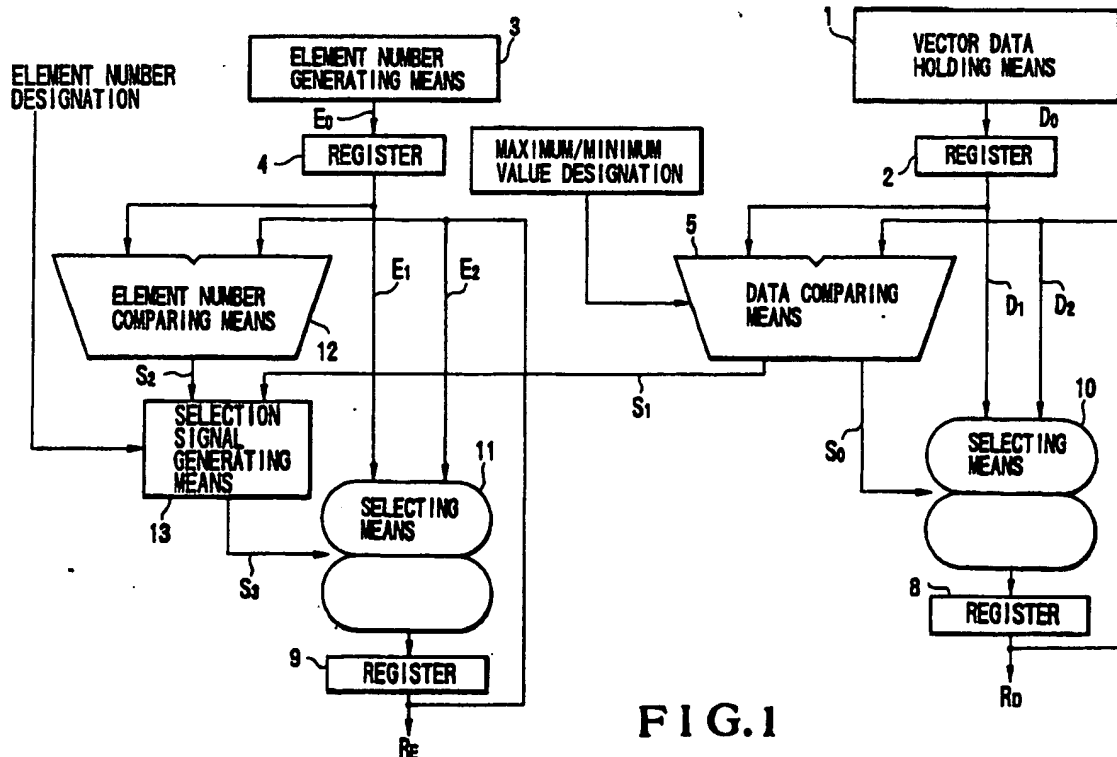 3
ELEMENT NUMBER
GENERATING MEANS
1
VECTOR DATA
HOLDING MEANS
ELEMENT NUMBER
DESIGNATION
E0
D0
4
REGISTER
MAXIMUM/MINIMUM
VALUE DESIGNATION
2
REGISTER
5
ELEMENT NUMBER
COMPARING MEANS
12
E1
E2
DATA COMPARING
MEANS
D1
D2
S2
S1
S0
SELECTION
SIGNAL
GENERATING
MEANS
13
11
SELECTING
MEANS
10
SELECTING
MEANS
S3
8
REGISTER
9
REGISTER
RD
RE
FIG.1